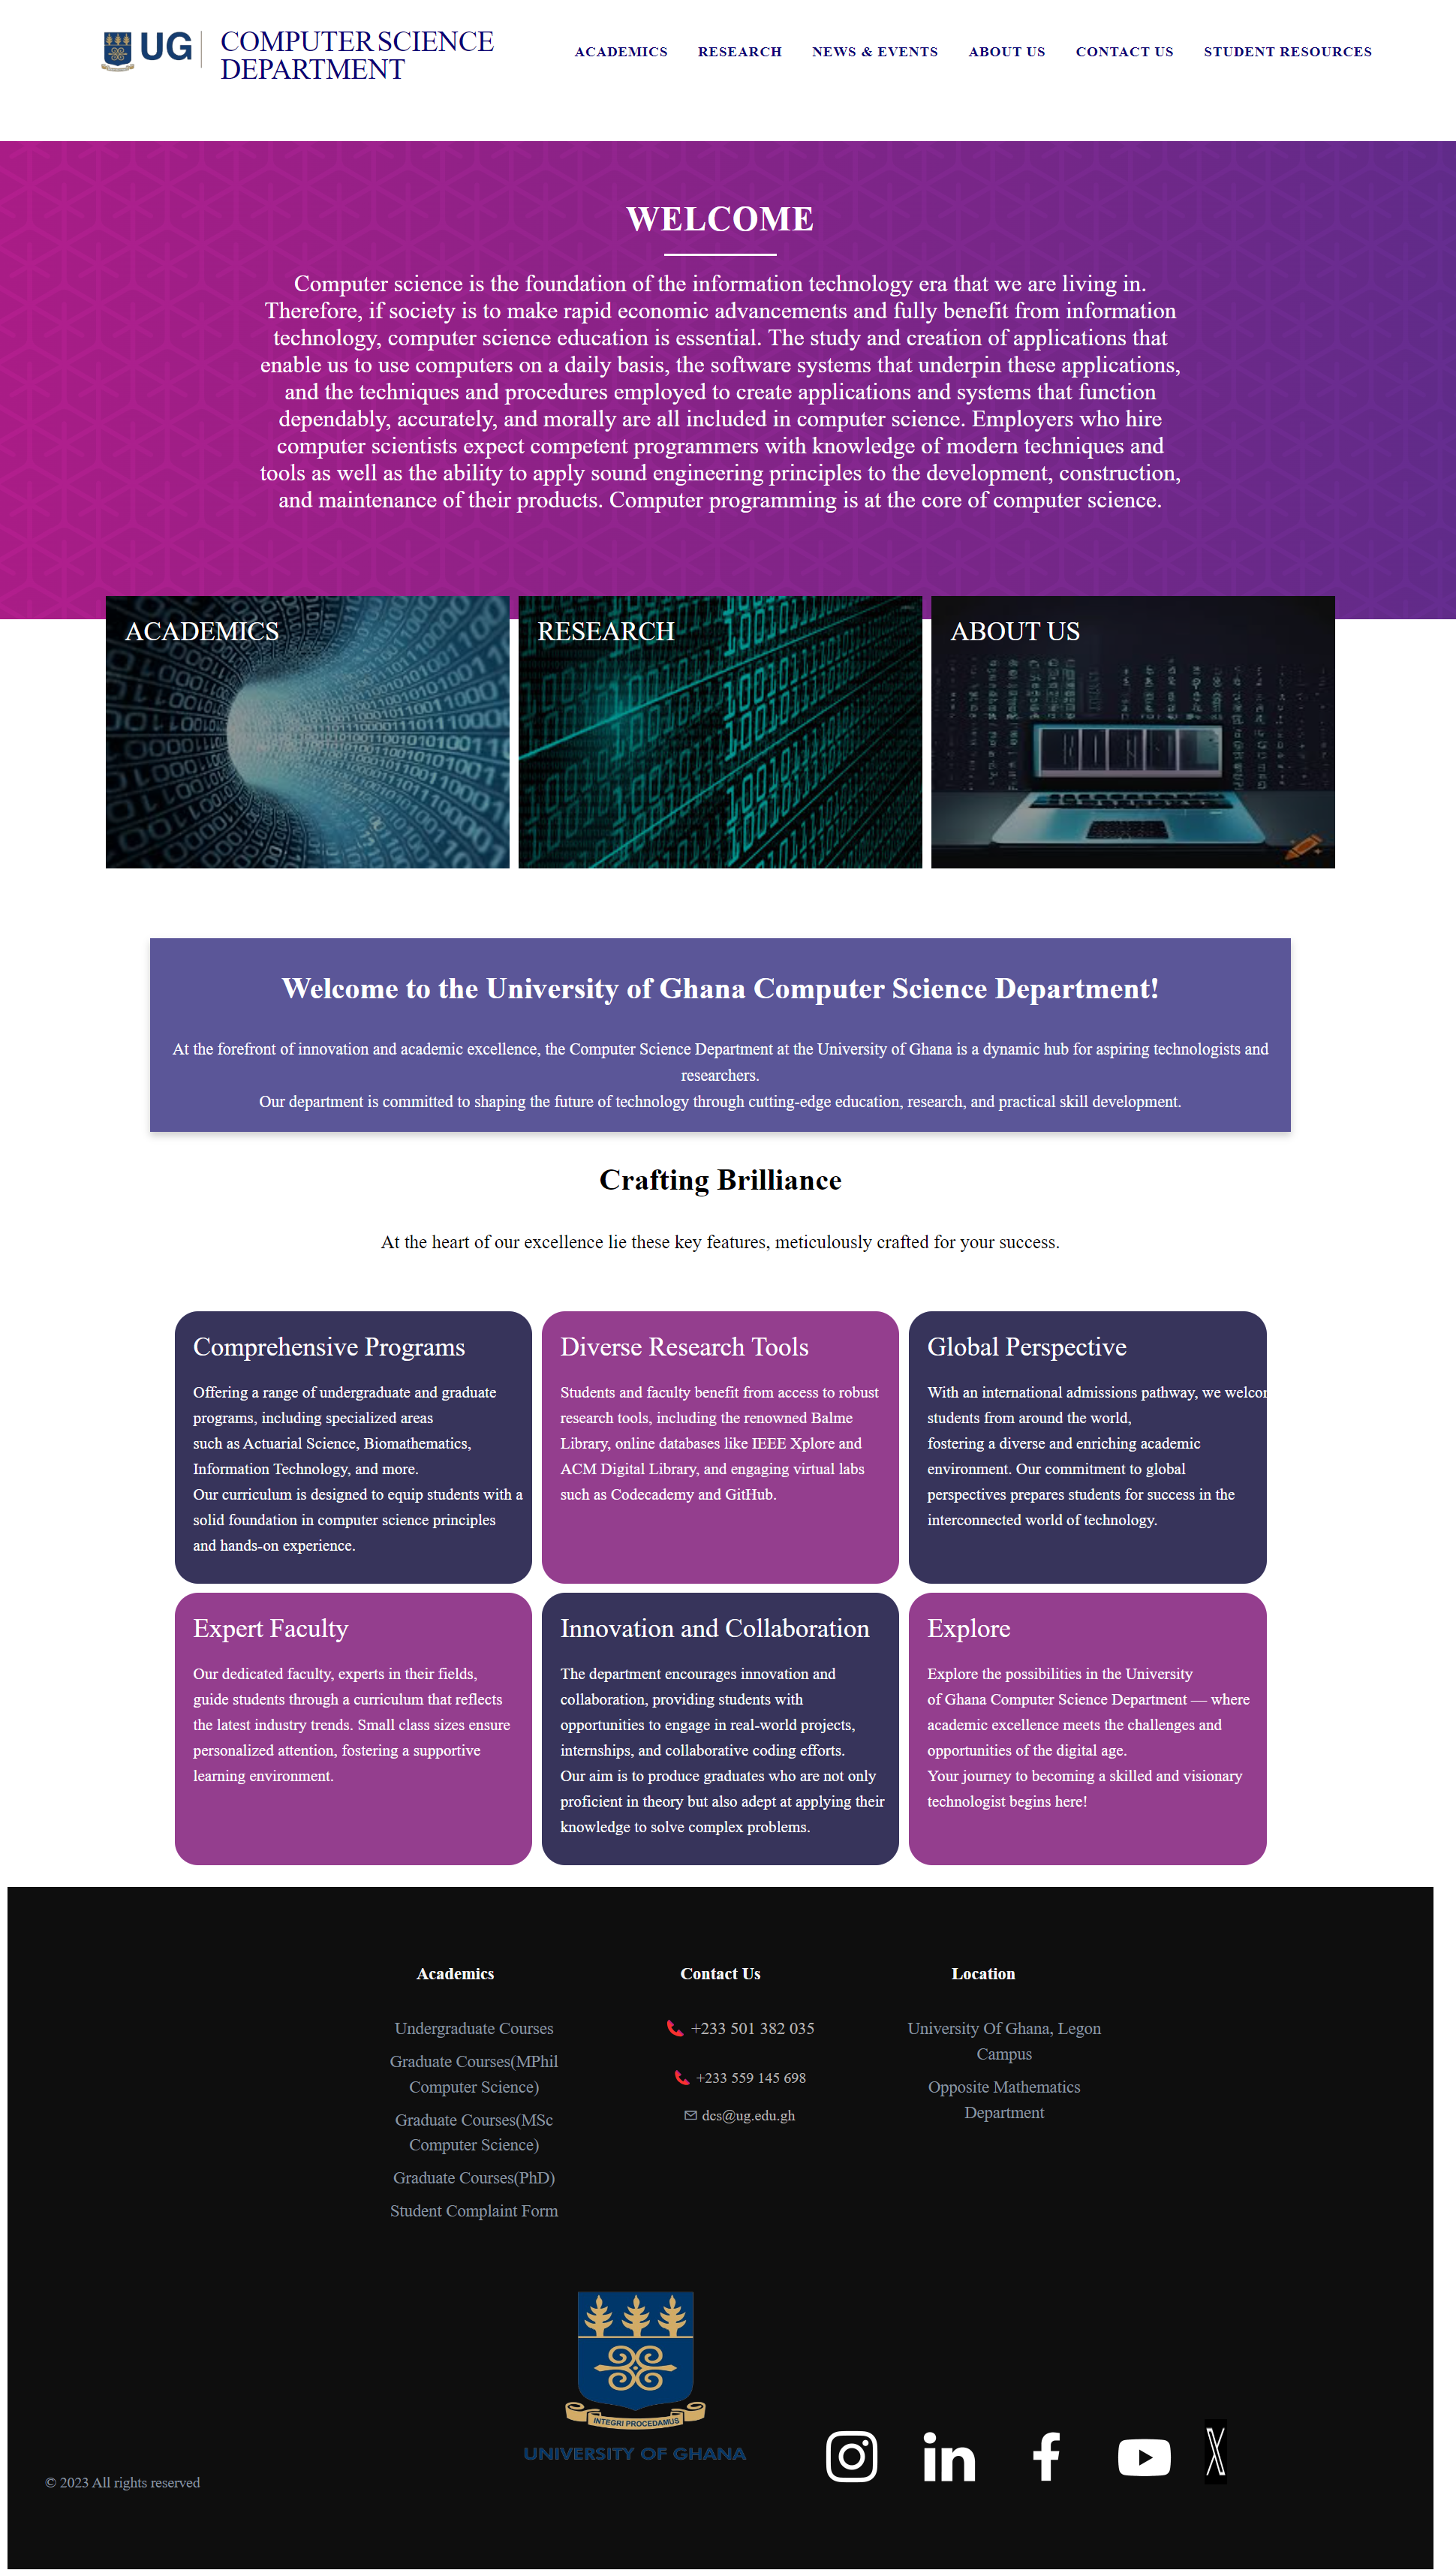 UG
COMPUTER SCIENCE
DEPARTMENT
ACADEMICS
RESEARCH
NEWS & EVENTS
ABOUT US
CONTACT US
STUDENT RESOURCES
WELCOME
Computer science is the foundation of the information technology era that we are living in.
Therefore, if society is to make rapid economic advancements and fully benefit from information
technology, computer science education is essential. The study and creation of applications that
enable us to use computers on a daily basis, the software systems that underpin these applications,
and the techniques and procedures employed to create applications and systems that function
dependably, accurately, and morally are all included in computer science. Employers who hire
computer scientists expect competent programmers with knowledge of modern techniques and
tools as well as the ability to apply sound engineering principles to the development, construction,
and maintenance of their products. Computer programming is at the core of computer science.
ACADEMICS
RESEARCH
ABOUT US
Welcome to the University of Ghana Computer Science Department!
At the forefront of innovation and academic excellence, the Computer Science Department at the University of Ghana is a dynamic hub for aspiring technologists and
researchers.
Our department is committed to shaping the future of technology through cutting-edge education, research, and practical skill development.
Crafting Brilliance
At the heart of our excellence lie these key features, meticulously crafted for your success.
Comprehensive Programs
Offering a range of undergraduate and graduate
programs, including specialized areas
such as Actuarial Science, Biomathematics,
Information Technology, and more.
Our curriculum is designed to equip students with a
solid foundation in computer science principles
and hands-on experience.
Diverse Research Tools
Students and faculty benefit from access to robust
research tools, including the renowned Balme
Library, online databases like IEEE Xplore and
ACM Digital Library, and engaging virtual labs
such as Codecademy and GitHub.
Global Perspective
With an international admissions pathway, we
students from around the world,
fostering a diverse and enriching academic
environment. Our commitment to global
perspectives prepares students for success in the
interconnected world of technology.
Expert Faculty
Our dedicated faculty, experts in their fields,
guide students through a curriculum that reflects
the latest industry trends. Small class sizes ensure
personalized attention, fostering a supportive
learning environment.
Innovation and Collaboration
The department encourages innovation and
collaboration, providing students with
opportunities to engage in real-world projects,
internships, and collaborative coding efforts.
Our aim is to produce graduates who are not only
proficient in theory but also adept at applying their
knowledge to solve complex problems.
Explore
Explore the possibilities in the University
of Ghana Computer Science Department — where
academic excellence meets the challenges and
opportunities of the digital age.
Your journey to becoming a skilled and visionary
technologist begins here!
Academics
Undergraduate Courses
Graduate Courses(MPhil
Computer Science)
Graduate Courses(MSc
Computer Science)
Graduate Courses(PhD)
Student Complaint Form
Contact Us
+233 501 382 035
+233 559 145 698
dcs@ug.edu.gh
Location
University Of Ghana, Legon
Campus
Opposite Mathematics
Department
INTEGRI PROCEDAMUS
UNIVERSITY OF GHANA
© 2023 All rights reserved